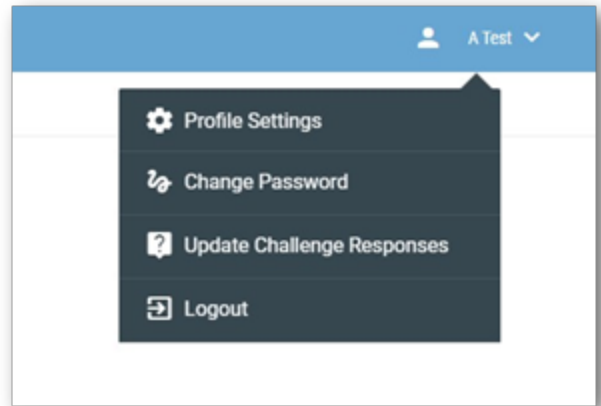 A Test
Profile Settings
Change Password
Update Challenge Responses
Logout